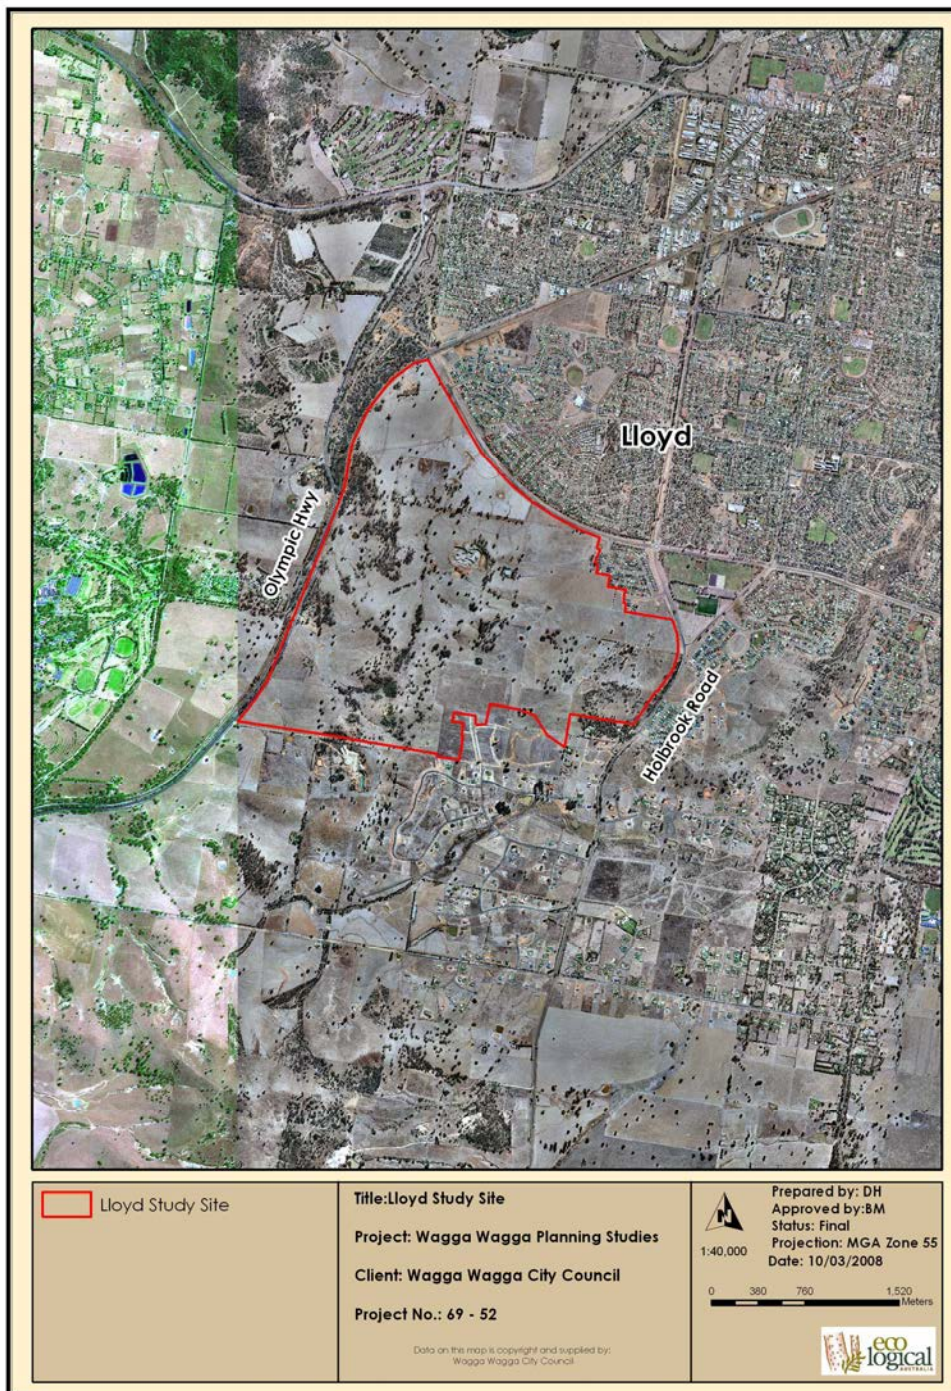 Lloyd
Olympic Hwy
Holbrook Road
Lloyd Study Site
Title:Lloyd Study Site
Project: Wagga Wagga Planning Studies
Client: Wagga Wagga City Council
Project No.: 69 - 52
Data on this map is copyright and supplied by:
Wagga Wagga City Council
N
1:40,000
Prepared by: DH
Approved by:BM
Status: Final
Projection: MGA Zone 55
Date: 10/03/2008
0 380 760 1,520
Meters
eco
logical
AUSTRALIA